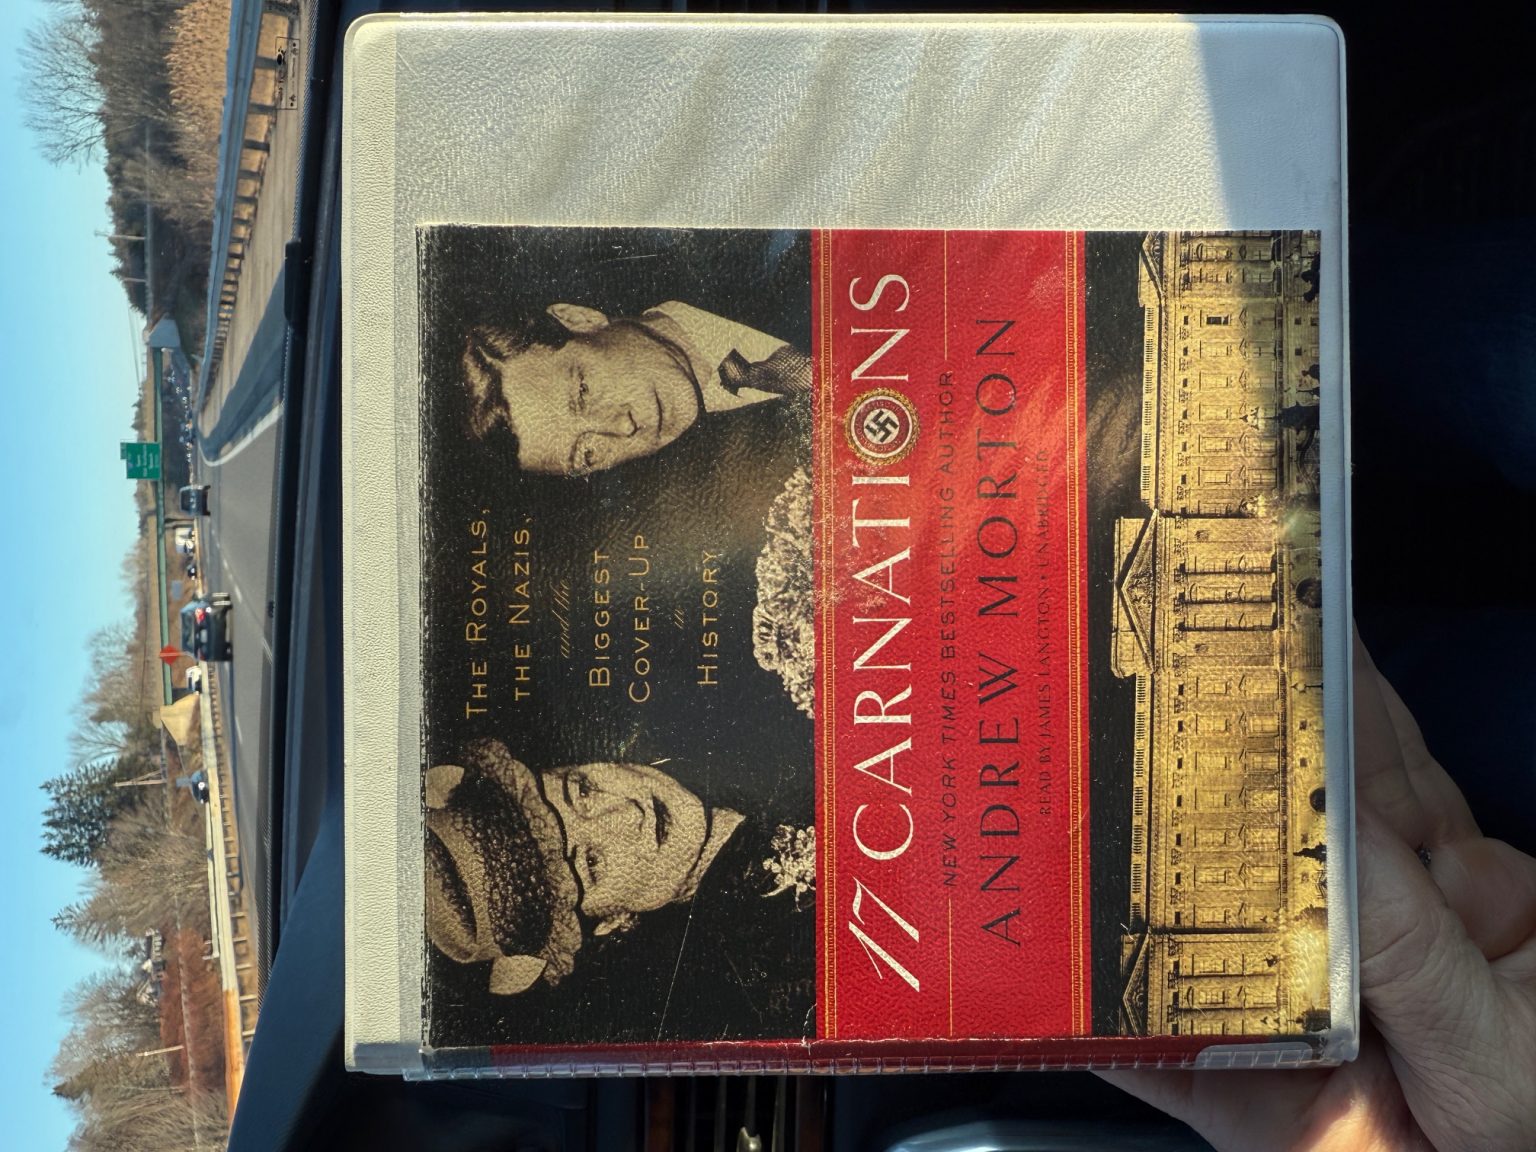 THE ROYALS,
THE NAZIS,
and the
BIGGEST
COVER-UP
in
HISTORY
17 CARNATIONS
NEW YORK TIMES BESTSELLING AUTHOR
ANDREW MORTON
READ BY JAMES LANGTON • UNABRIDGED